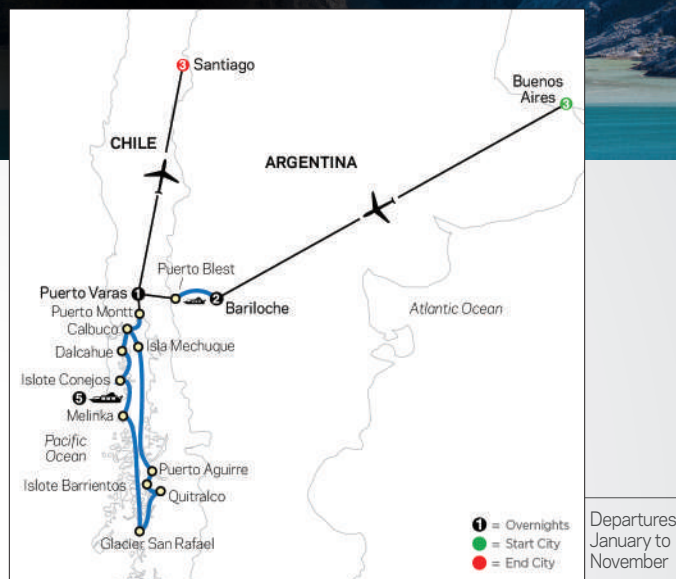 3 Santiago
Buenos
Aires
3
CHILE
ARGENTINA
Puerto Blest
Puerto Varas 1
2
Bariloche
Puerto Montt
Calbuco
Isla Mechuque
Dalcahue
Atlantic Ocean
Islote Conejos
5
Melinka
Pacific
Ocean
Puerto Aguirre
Islote Barrientos
Quitralco
Glacier San Rafael
1 = Overnights
= Start City
= End City
Departures
January to
November